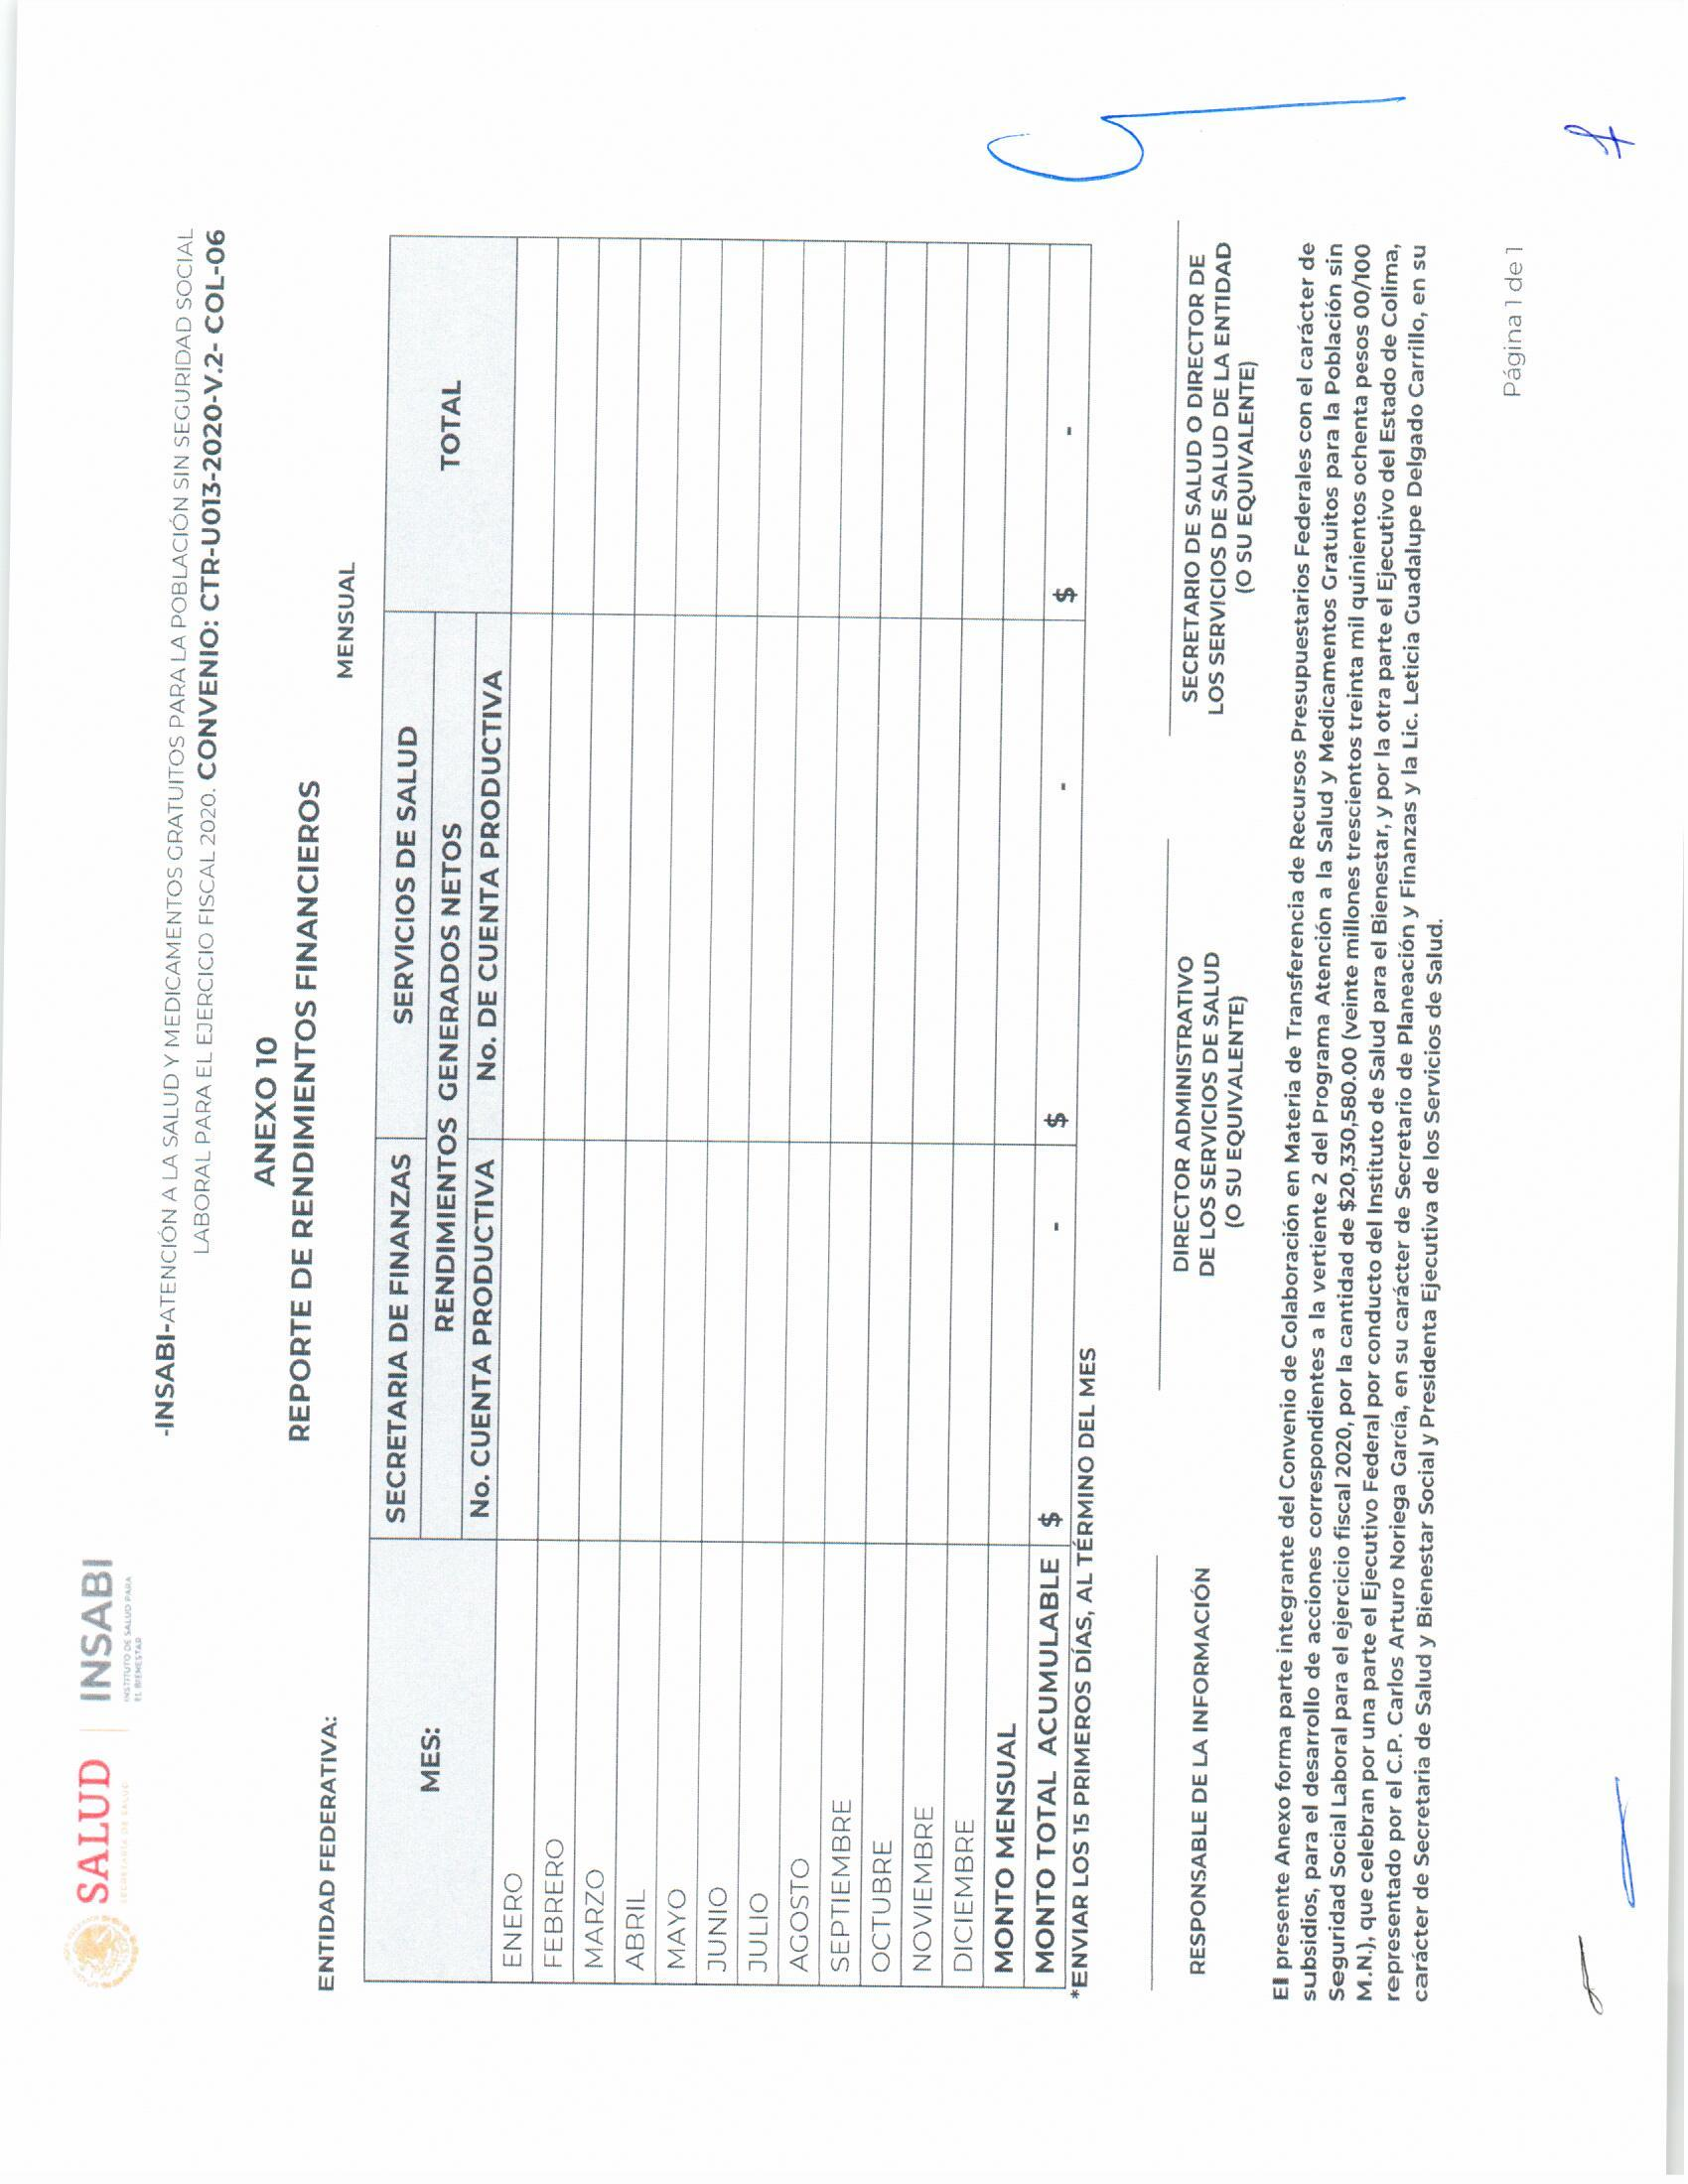 SALUD
SECRETARÍA DE SALUD
INSABI
INSTITUTO DE SALUD PARA
EL BIENESTAR
-INSABI-ATENCIÓN A LA SALUD Y MEDICAMENTOS GRATUITOS PARA LA POBLACIÓN SIN SEGURIDAD SOCIAL
LABORAL PARA EL EJERCICIO FISCAL 2020. CONVENIO: CTR-U013-2020-V.2- COL-06
ANEXO 10
REPORTE DE RENDIMIENTOS FINANCIEROS
ENTIDAD FEDERATIVA:
MENSUAL
MES:
SECRETARIA DE FINANZAS
SERVICIOS DE SALUD
TOTAL
RENDIMIENTOS GENERADOS NETOS
No. CUENTA PRODUCTIVA
No. DE CUENTA PRODUCTIVA
ENERO
FEBRERO
MARZO
ABRIL
MAYO
JUNIO
JULIO
AGOSTO
SEPTIEMBRE
OCTUBRE
NOVIEMBRE
DICIEMBRE
MONTO MENSUAL
MONTO TOTAL ACUMULABLE $ - $ - $ -
*ENVIAR LOS 15 PRIMEROS DÍAS, AL TÉRMINO DEL MES
RESPONSABLE DE LA INFORMACIÓN
DIRECTOR ADMINISTRATIVO
DE LOS SERVICIOS DE SALUD
(O SU EQUIVALENTE)
SECRETARIO DE SALUD O DIRECTOR DE
LOS SERVICIOS DE SALUD DE LA ENTIDAD
(O SU EQUIVALENTE)
El presente Anexo forma parte integrante del Convenio de Colaboración en Materia de Transferencia de Recursos Presupuestarios Federales con el carácter de
subsidios, para el desarrollo de acciones correspondientes a la vertiente 2 del Programa Atención a la Salud y Medicamentos Gratuitos para la Población sin
Seguridad Social Laboral para el ejercicio fiscal 2020, por la cantidad de $20,330,580.00 (veinte millones trescientos treinta mil quinientos ochenta pesos 00/100
M.N.), que celebran por una parte el Ejecutivo Federal por conducto del Instituto de Salud para el Bienestar, y por la otra parte el Ejecutivo del Estado de Colima,
representado por el C.P. Carlos Arturo Noriega García, en su carácter de Secretario de Planeación y Finanzas y la Lic. Leticia Guadalupe Delgado Carrillo, en su
carácter de Secretaria de Salud y Bienestar Social y Presidenta Ejecutiva de los Servicios de Salud.
Página 1 de 1